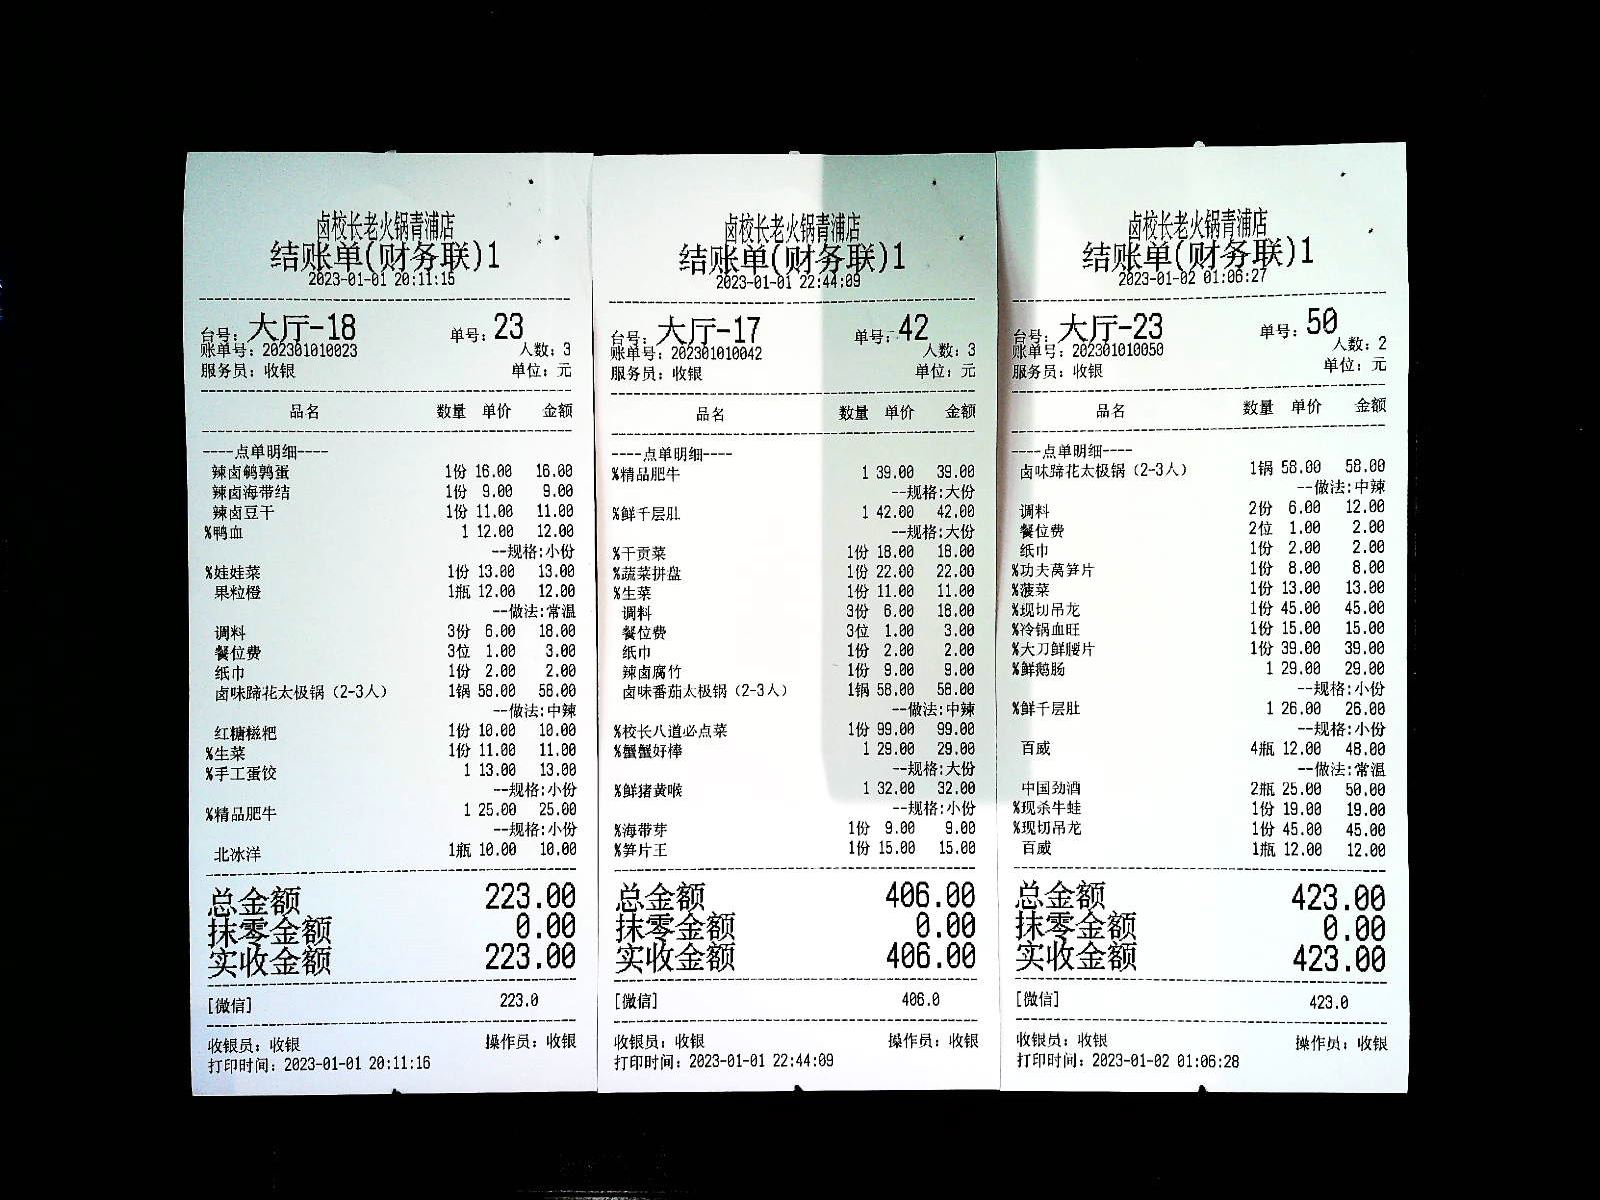 卤校长老火锅青浦店
结账单(财务联)1
2023-01-01 20:11:15
台号: 大厅-18 单号: 23
账单号: 202301010023 人数: 3
服务员: 收银 单位: 元
品名 数量 单价 金额
----点单明细----
辣卤鹌鹑蛋 1份 16.00 16.00
辣卤海带结 1份 9.00 9.00
辣卤豆干 1份 11.00 11.00
%鸭血 1 12.00 12.00
--规格:小份
%娃娃菜 1份 13.00 13.00
果粒橙 1瓶 12.00 12.00
--做法:常温
调料 3份 6.00 18.00
餐位费 3位 1.00 3.00
纸巾 1份 2.00 2.00
卤味蹄花太极锅（2-3人） 1锅 58.00 58.00
--做法:中辣
红糖糍粑 1份 10.00 10.00
%生菜 1份 11.00 11.00
%手工蛋饺 1 13.00 13.00
--规格:小份
%精品肥牛 1 25.00 25.00
--规格:小份
北冰洋 1瓶 10.00 10.00
总金额 223.00
抹零金额 0.00
实收金额 223.00
[微信] 223.0
收银员: 收银 操作员: 收银
打印时间: 2023-01-01 20:11:16
卤校长老火锅青浦店
结账单(财务联)1
2023-01-01 22:44:09
台号: 大厅-17 单号: 42
账单号: 202301010042 人数: 3
服务员: 收银 单位: 元
品名 数量 单价 金额
----点单明细----
%精品肥牛 1 39.00 39.00
--规格:大份
%鲜千层肚 1 42.00 42.00
--规格:大份
%干贡菜 1份 18.00 18.00
%蔬菜拼盘 1份 22.00 22.00
%生菜 1份 11.00 11.00
调料 3份 6.00 18.00
餐位费 3位 1.00 3.00
纸巾 1份 2.00 2.00
辣卤腐竹 1份 9.00 9.00
卤味番茄太极锅（2-3人） 1锅 58.00 58.00
--做法:中辣
%校长八道必点菜 1份 99.00 99.00
%蟹蟹好棒 1 29.00 29.00
--规格:大份
%鲜猪黄喉 1 32.00 32.00
--规格:小份
%海带芽 1份 9.00 9.00
%笋片王 1份 15.00 15.00
总金额 406.00
抹零金额 0.00
实收金额 406.00
[微信] 406.0
收银员: 收银 操作员: 收银
打印时间: 2023-01-01 22:44:09
卤校长老火锅青浦店
结账单(财务联)1
2023-01-02 01:06:27
台号: 大厅-23 单号: 50
账单号: 202301010050 人数: 2
服务员: 收银 单位: 元
品名 数量 单价 金额
----点单明细----
卤味蹄花太极锅（2-3人） 1锅 58.00 58.00
--做法:中辣
调料 2份 6.00 12.00
餐位费 2位 1.00 2.00
纸巾 1份 2.00 2.00
%功夫莴笋片 1份 8.00 8.00
%菠菜 1份 13.00 13.00
%现切吊龙 1份 45.00 45.00
%冷锅血旺 1份 15.00 15.00
%大刀鲜腰片 1份 39.00 39.00
%鲜鹅肠 1 29.00 29.00
--规格:小份
%鲜千层肚 1 26.00 26.00
--规格:小份
百威 4瓶 12.00 48.00
--做法:常温
中国劲酒 2瓶 25.00 50.00
%现杀牛蛙 1份 19.00 19.00
%现切吊龙 1份 45.00 45.00
百威 1瓶 12.00 12.00
总金额 423.00
抹零金额 0.00
实收金额 423.00
[微信] 423.0
收银员: 收银 操作员: 收银
打印时间: 2023-01-02 01:06:28